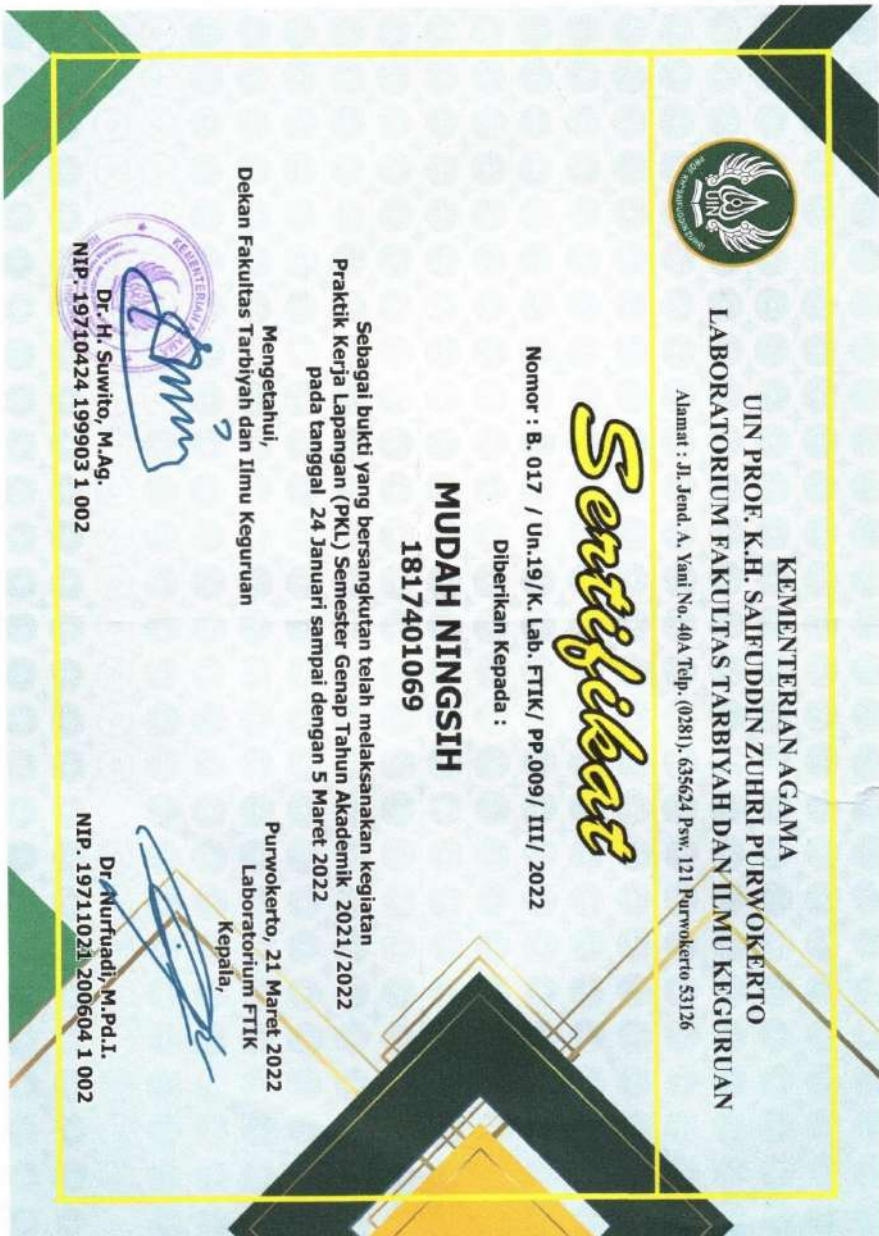 KEMENTERIAN AGAMA
UIN PROF. K.H. SAIFUDDIN ZUHRI PURWOKERTO
LABORATORIUM FAKULTAS TARBIYAH DAN ILMU KEGURUAN
Alamat : Jl. Jend. A. Yani No. 40A Telp. (0281). 635624 Psw. 121 Purwokerto 53126
UIN
Sertifikat
Nomor : B. 017 / Un.19/K. Lab. FTIK/ PP.009/ III/ 2022
Diberikan Kepada :
MUDAH NINGSIH
1817401069
Sebagai bukti yang bersangkutan telah melaksanakan kegiatan
Praktik Kerja Lapangan (PKL) Semester Genap Tahun Akademik 2021/2022
pada tanggal 24 Januari sampai dengan 5 Maret 2022
Mengetahui,
Dekan Fakultas Tarbiyah dan Ilmu Keguruan
KEMENTERIAN
Dr. H. Suwito, M.Ag.
NIP. 19710424 199903 1 002
Purwokerto, 21 Maret 2022
Laboratorium FTIK
Kepala,
Dr. Nurfuadi, M.Pd.I.
NIP. 19711021 200604 1 002